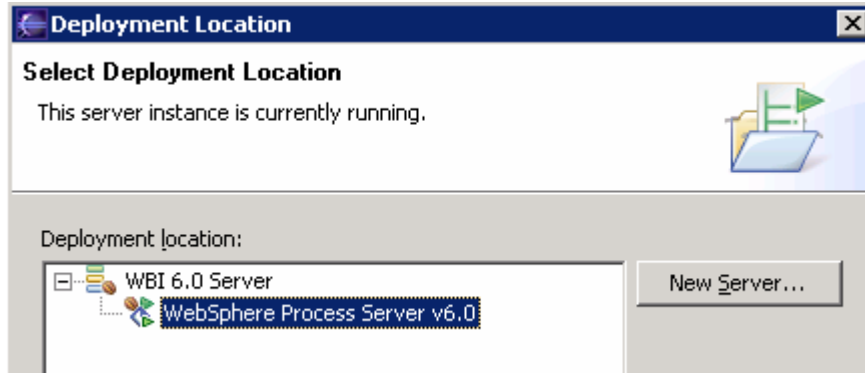 Deployment Location
Select Deployment Location
This server instance is currently running.
Deployment location:
WBI 6.0 Server
New Server...
WebSphere Process Server v6.0